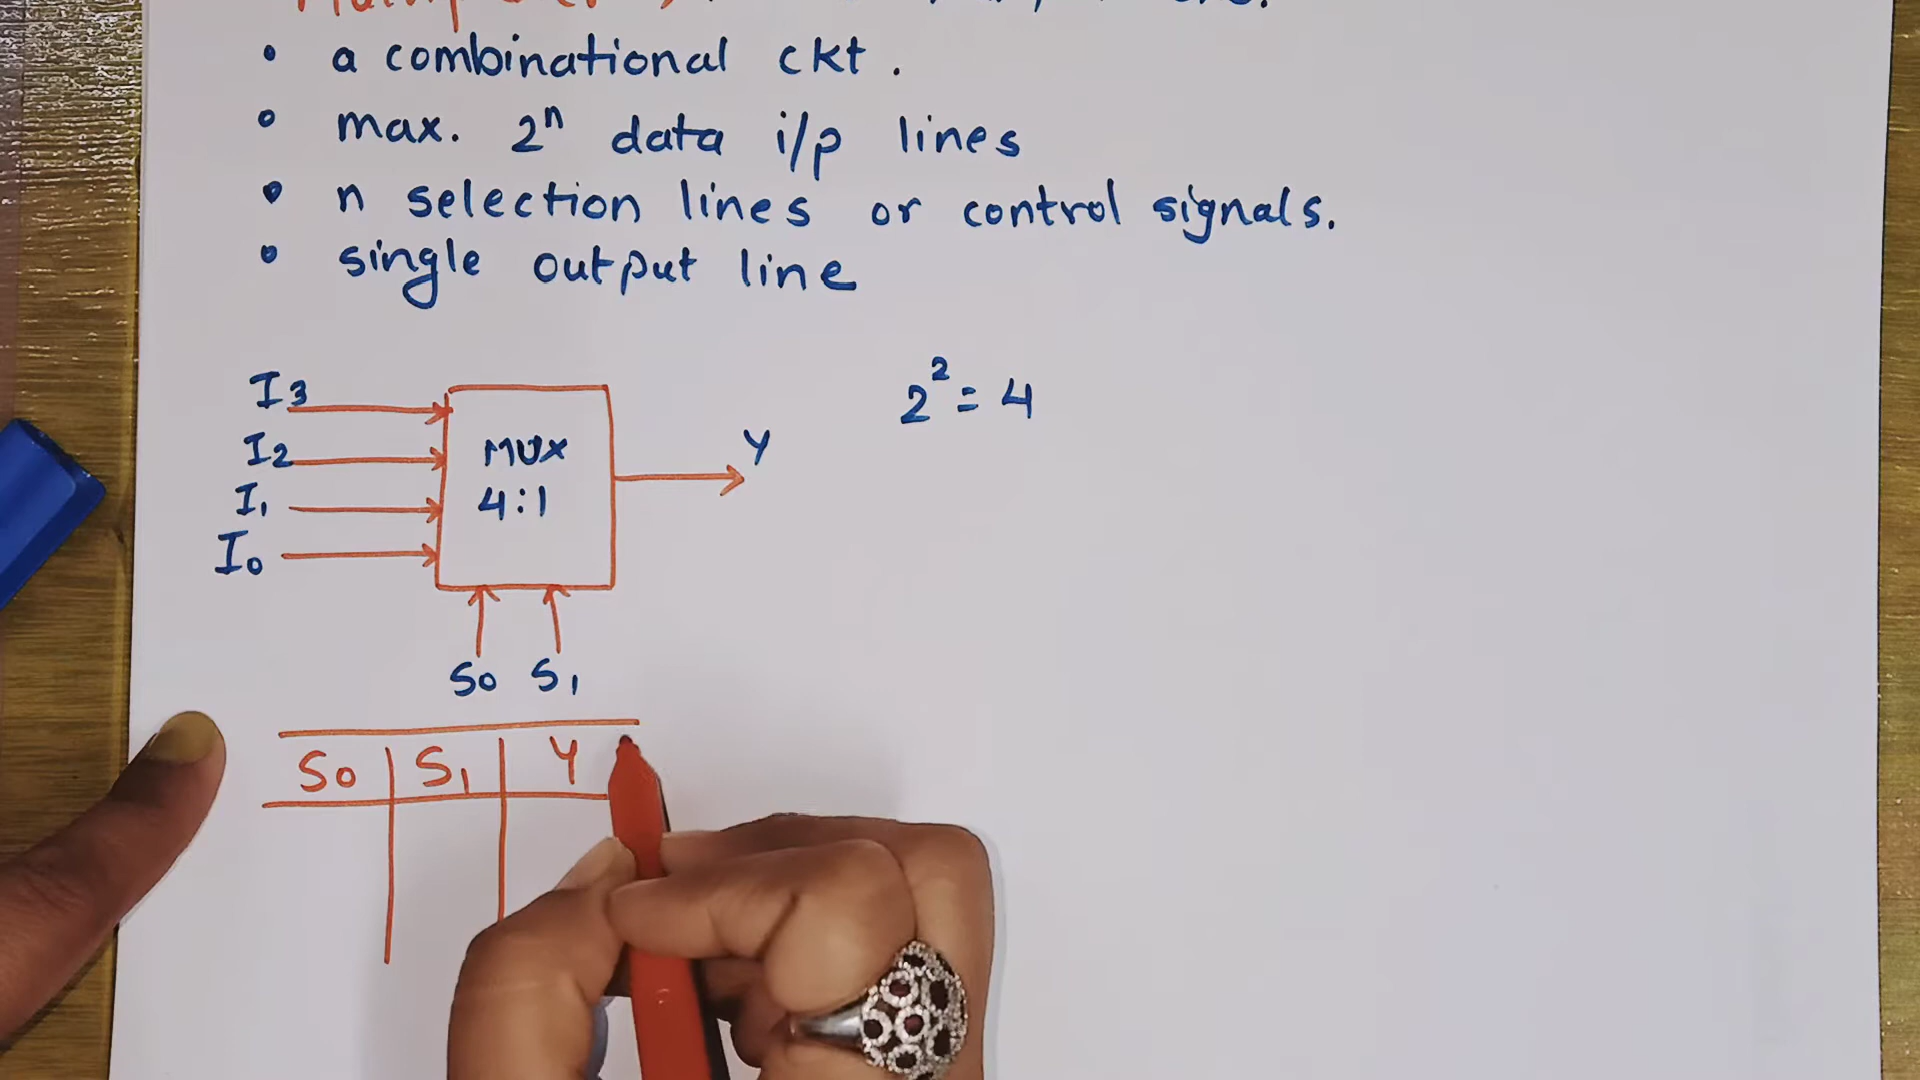 • a combinational ckt.
• max. 2ⁿ data i/p lines
• n selection lines or control signals.
• single output line
I3
I2
I1
I0
MUX
4:1
Y
2² = 4
S0 S1
S0 S1 Y